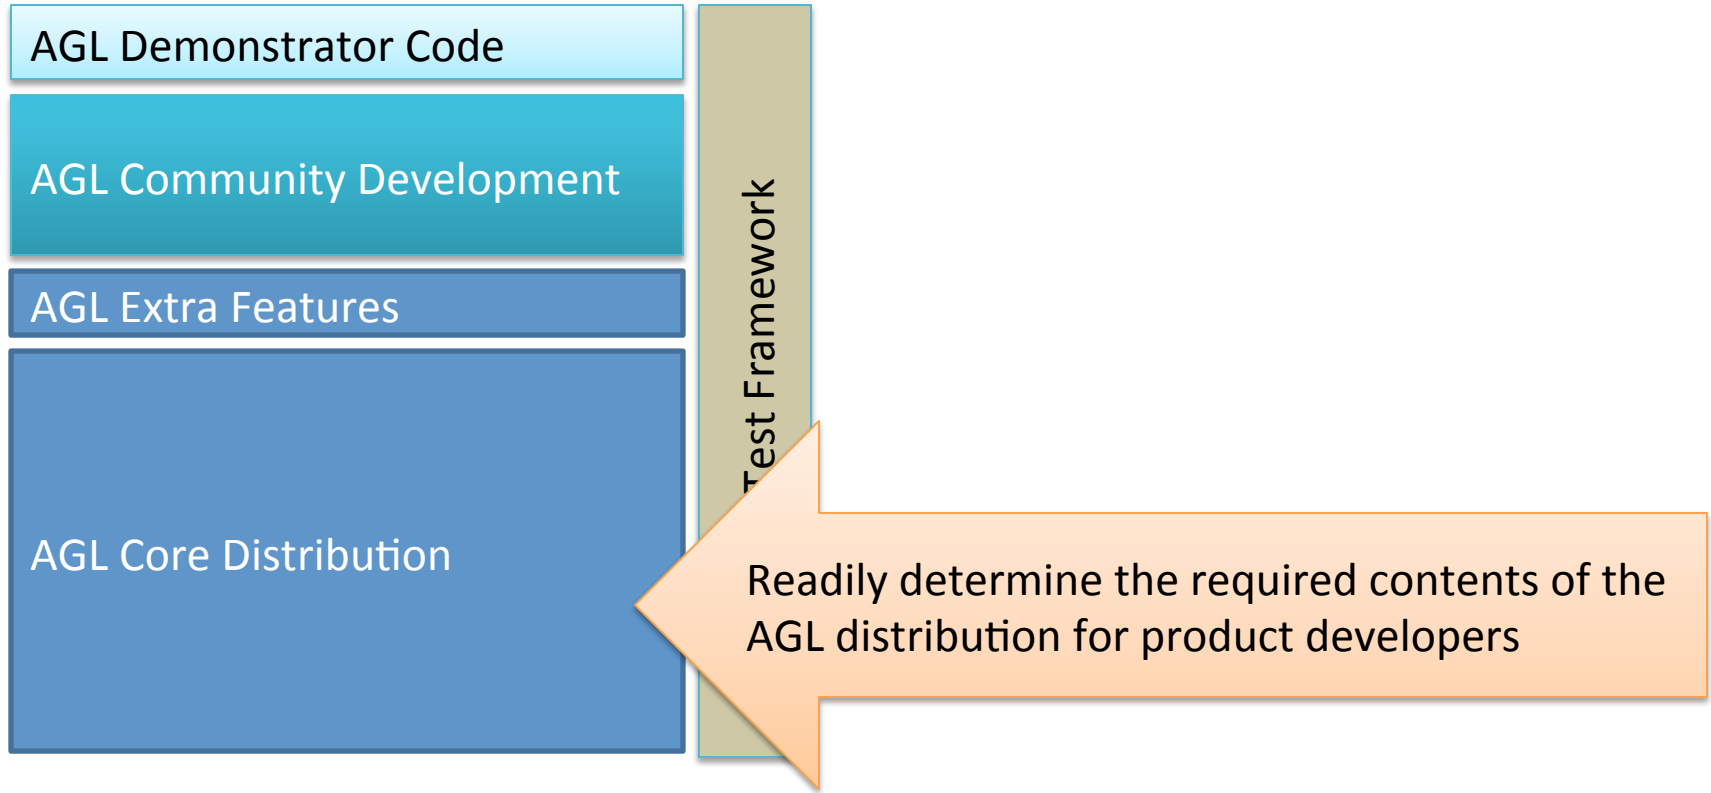 AGL Demonstrator Code
AGL Community Development
AGL Extra Features
AGL Core Distribution
Test Framework
Readily determine the required contents of the
AGL distribution for product developers